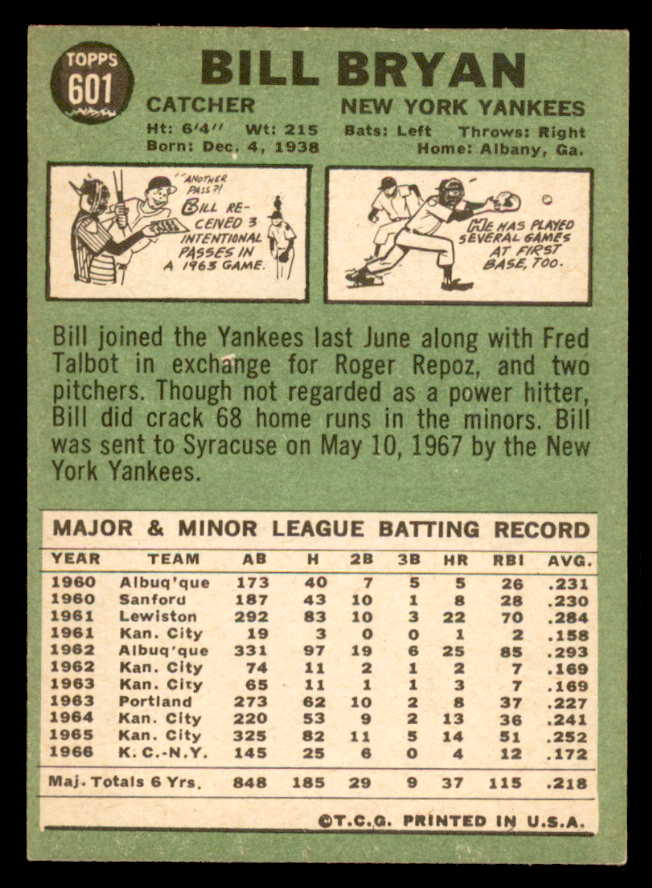 TOPPS
601
BILL BRYAN
CATCHER NEW YORK YANKEES
Ht: 6'4" Wt: 215 Bats: Left Throws: Right
Born: Dec. 4, 1938 Home: Albany, Ga.
"ANOTHER
PASS?!
BILL RE-
CEINED 3
INTENTIONAL
PASSES IN
A 1963 GAME.
HE HAS PLAYED
SEVERAL GAMES
AT FIRST
BASE, TOO.
Bill joined the Yankees last June along with Fred
Talbot in exchange for Roger Repoz, and two
pitchers. Though not regarded as a power hitter,
Bill did crack 68 home runs in the minors. Bill
was sent to Syracuse on May 10, 1967 by the New
York Yankees.
MAJOR & MINOR LEAGUE BATTING RECORD
YEAR TEAM AB H 2B 3B HR RBI AVG.
1960 Albuq'que 173 40 7 5 5 26 .231
1960 Sanford 187 43 10 1 8 28 .230
1961 Lewiston 292 83 10 3 22 70 .284
1961 Kan. City 19 3 0 0 1 2 .158
1962 Albuq'que 331 97 19 6 25 85 .293
1962 Kan. City 74 11 2 1 2 7 .169
1963 Kan. City 65 11 1 1 3 7 .169
1963 Portland 273 62 10 2 8 37 .227
1964 Kan. City 220 53 9 2 13 36 .241
1965 Kan. City 325 82 11 5 14 51 .252
1966 K.C.-N.Y. 145 25 6 0 4 12 .172
Maj. Totals 6 Yrs. 848 185 29 9 37 115 .218
©T.C.G. PRINTED IN U.S.A.